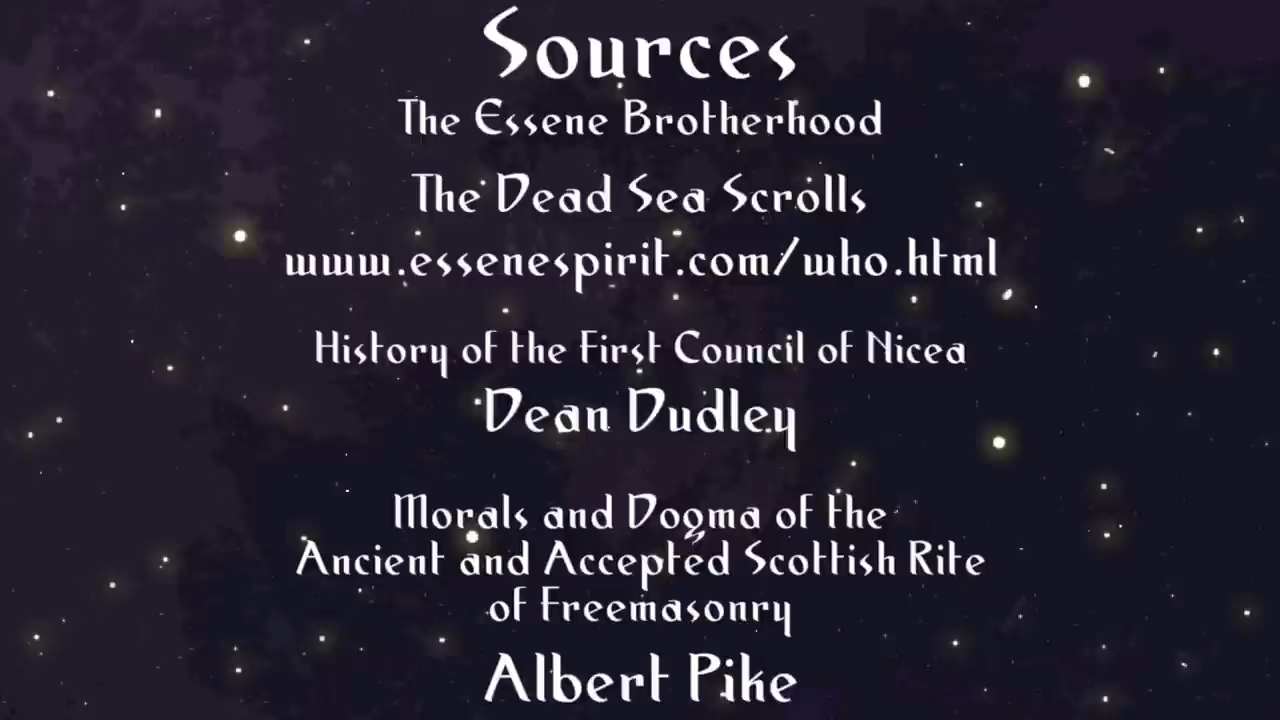 Sources
The Essene Brotherhood
The Dead Sea Scrolls
www.essenespirit.com/who.html
History of the First Council of Nicea
Dean Dudley
Morals and Dogma of the
Ancient and Accepted Scottish Rite
of Freemasonry
Albert Pike